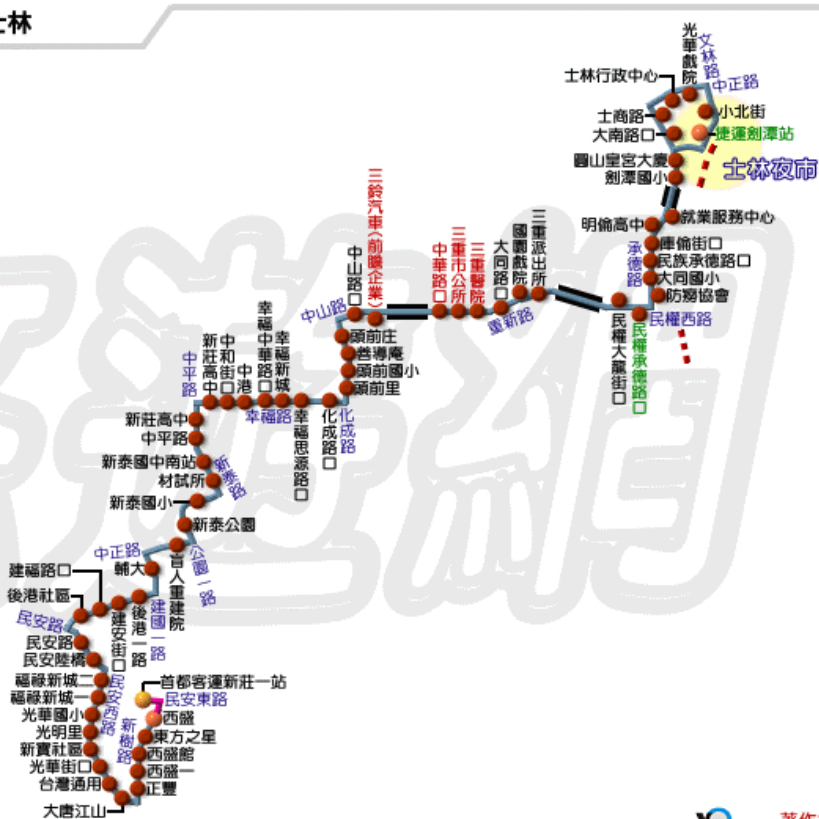 士林
光華戲院
文林路
中正路
士林行政中心
小北街
士商路
大南路口
捷運劍潭站
圓山皇宮大廈
士林夜市
劍潭國小
就業服務中心
明倫高中
庫倫街口
承德路
民族承德路口
大同國小
防癆協會
民權西路
民權大龍街口
民權承德路口
三重派出所
國園戲院
大同路口
重新路
三重醫院
三重市公所
中華路口
三鈴汽車(前瞻企業)
中山路口
中山路
頭前庄
善導庵
頭前國小
頭前里
化成路
化成路口
幸福思源路口
幸福新城
幸福中華路口
中港
中和街口
新莊高中
幸福路
中平路
新莊高中
中平路
新泰國中南站
新泰路
材試所
新泰國小
新泰公園
中正路
公園一路
盲人重建院
輔大
建福路口
後港社區
民安路
建安街口
後港一路
建國一路
民安路
民安陸橋
福祿新城二
福祿新城一
民安西路
光華國小
光明里
新寶社區
光華街口
台灣通用
大唐江山
首都客運新莊一站
民安東路
西盛
新樹路
東方之星
西盛館
西盛一
正豐